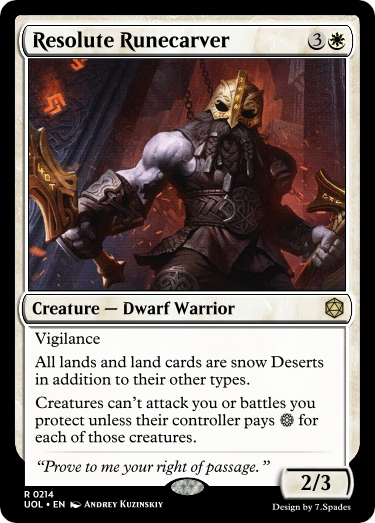 Resolute Runecarver 3
Creature — Dwarf Warrior
Vigilance
All lands and land cards are snow Deserts
in addition to their other types.
Creatures can't attack you or battles you
protect unless their controller pays for
each of those creatures.
“Prove to me your right of passage.”
2/3
R 0214
UOL • EN Andrey Kuzinskiy
Design by 7.Spades